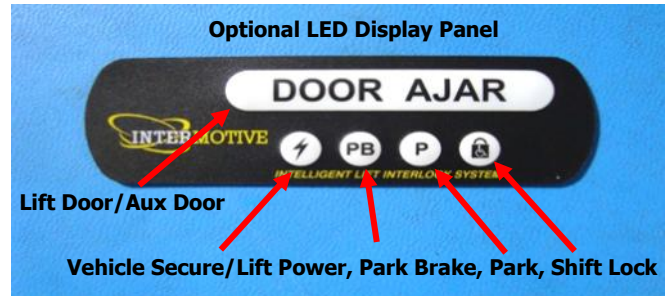 Optional LED Display Panel
DOOR AJAR
INTERMOTIVE
PB P
INTELLIGENT LIFT INTERLOCK SYSTEM
Lift Door/Aux Door
Vehicle Secure/Lift Power, Park Brake, Park, Shift Lock